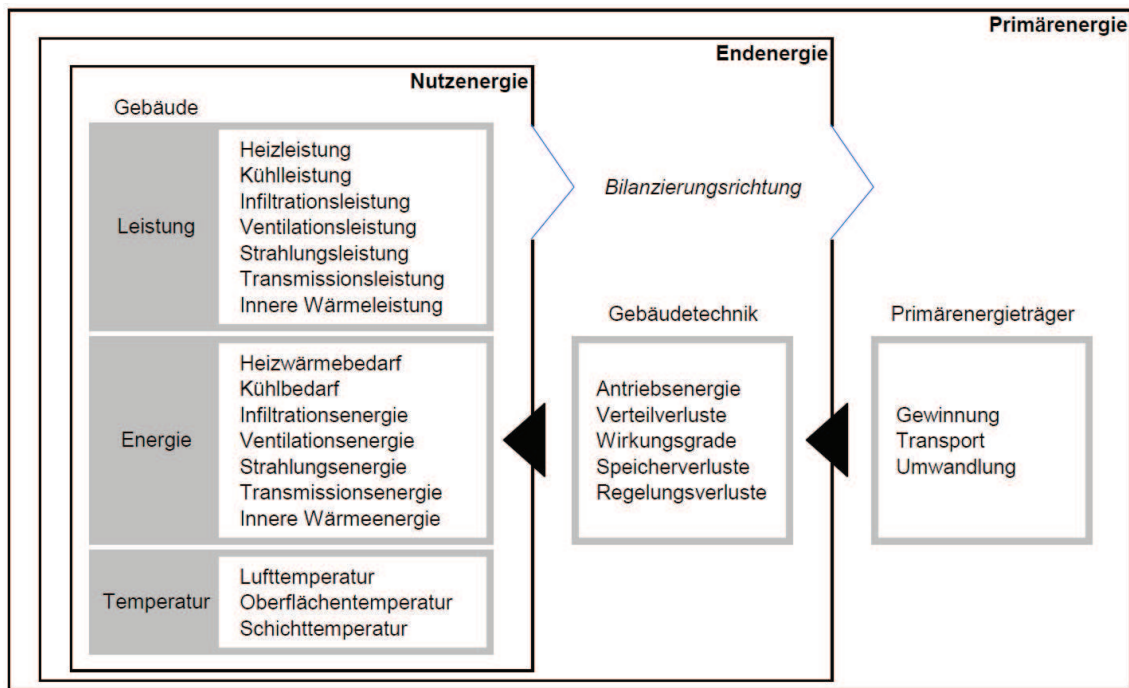 Primärenergie
Endenergie
Nutzenergie
Gebäude
Leistung
Heizleistung
Kühlleistung
Infiltrationsleistung
Ventilationsleistung
Strahlungsleistung
Transmissionsleistung
Innere Wärmeleistung
Bilanzierungsrichtung
Energie
Heizwärmebedarf
Kühlbedarf
Infiltrationsenergie
Ventilationsenergie
Strahlungsenergie
Transmissionsenergie
Innere Wärmeenergie
Temperatur
Lufttemperatur
Oberflächentemperatur
Schichttemperatur
Gebäudetechnik
Antriebsenergie
Verteilverluste
Wirkungsgrade
Speicherverluste
Regelungsverluste
Primärenergieträger
Gewinnung
Transport
Umwandlung